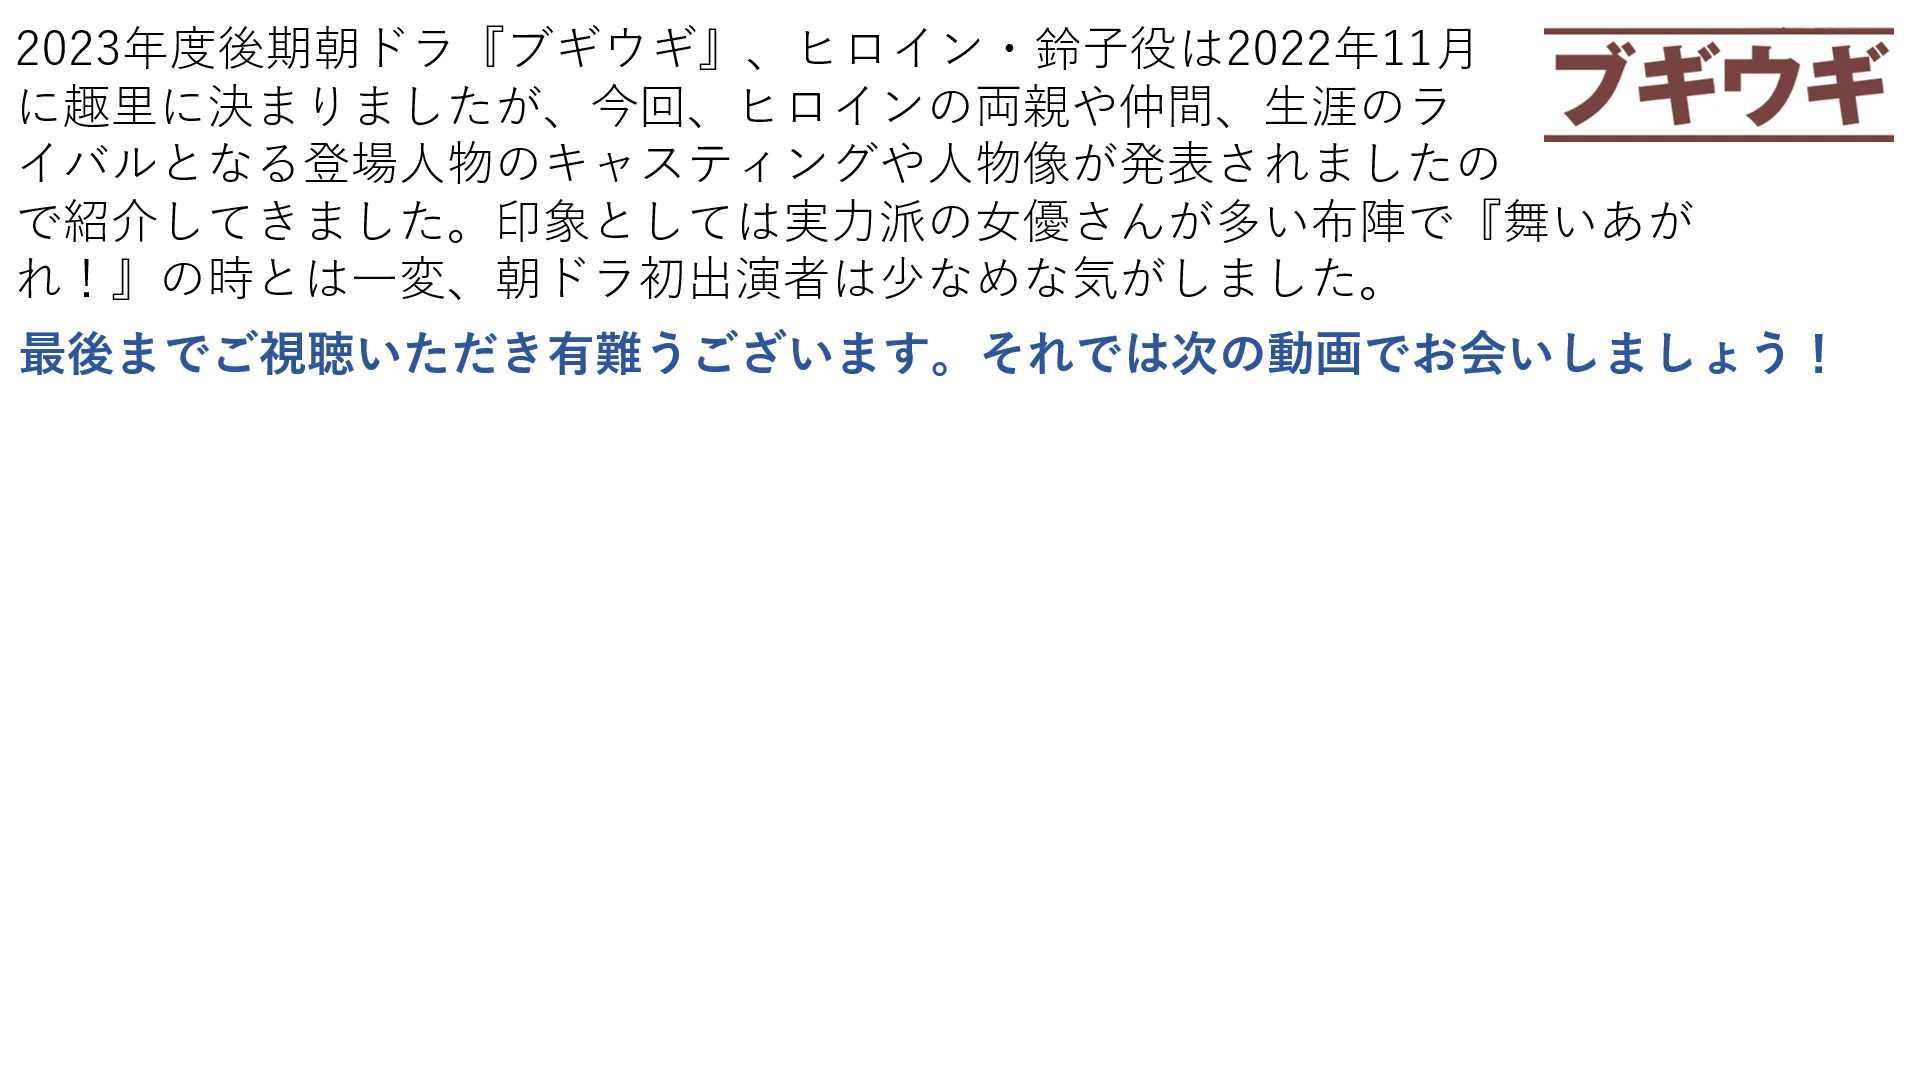 2023年度後期朝ドラ『ブギウギ』、ヒロイン・鈴子役は2022年11月
に趣里に決まりましたが、今回、ヒロインの両親や仲間、生涯のラ
イバルとなる登場人物のキャスティングや人物像が発表されましたの
で紹介してきました。印象としては実力派の女優さんが多い布陣で『舞いあが
れ！』の時とは一変、朝ドラ初出演者は少なめな気がしました。
ブギウギ
最後までご視聴いただき有難うございます。それでは次の動画でお会いしましょう！